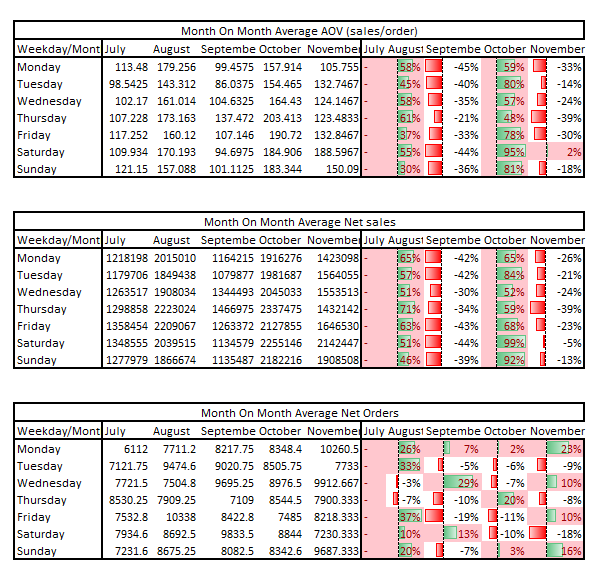 Month On Month Average AOV (sales/order)
Weekday/Mont July August Septembe October November July August Septembe October November
Monday 113.48 179.256 99.4575 157.914 105.755 - 58% -45% 59% -33%
Tuesday 98.5425 143.312 86.0375 154.465 132.7467 - 45% -40% 80% -14%
Wednesday 102.17 161.014 104.6325 164.43 124.1467 - 58% -35% 57% -24%
Thursday 107.228 173.163 137.472 203.413 123.4833 - 61% -21% 48% -39%
Friday 117.252 160.12 107.146 190.72 132.8467 - 37% -33% 78% -30%
Saturday 109.934 170.193 94.6975 184.906 188.5967 - 55% -44% 95% 2%
Sunday 121.15 157.088 101.1125 183.344 150.09 - 30% -36% 81% -18%
Month On Month Average Net sales
Weekday/Mont July August Septembe October November July August Septembe October November
Monday 1218198 2015010 1164215 1916276 1423098 - 65% -42% 65% -26%
Tuesday 1179706 1849438 1079877 1981687 1564055 - 57% -42% 84% -21%
Wednesday 1263517 1908034 1344493 2045033 1553513 - 51% -30% 52% -24%
Thursday 1298858 2223024 1466975 2337475 1432142 - 71% -34% 59% -39%
Friday 1358454 2209067 1263372 2127855 1646530 - 63% -43% 68% -23%
Saturday 1348555 2039515 1134579 2255146 2142447 - 51% -44% 99% -5%
Sunday 1277979 1866674 1135487 2182216 1908508 - 46% -39% 92% -13%
Month On Month Average Net Orders
Weekday/Mont July August Septembe October November July August Septembe October November
Monday 6112 7711.2 8217.75 8348.4 10260.5 - 26% 7% 2% 23%
Tuesday 7121.75 9474.6 9020.75 8505.75 7733 - 33% -5% -6% -9%
Wednesday 7721.5 7504.8 9695.25 8976.5 9912.667 - -3% 29% -7% 10%
Thursday 8530.25 7909.25 7109 8544.5 7900.333 - -7% -10% 20% -8%
Friday 7532.8 10338 8422.8 7485 8218.333 - 37% -19% -11% 10%
Saturday 7934.6 8692.5 9833.5 8844 7230.333 - 10% 13% -10% -18%
Sunday 7231.6 8675.25 8082.5 8342.6 9687.333 - 20% -7% 3% 16%